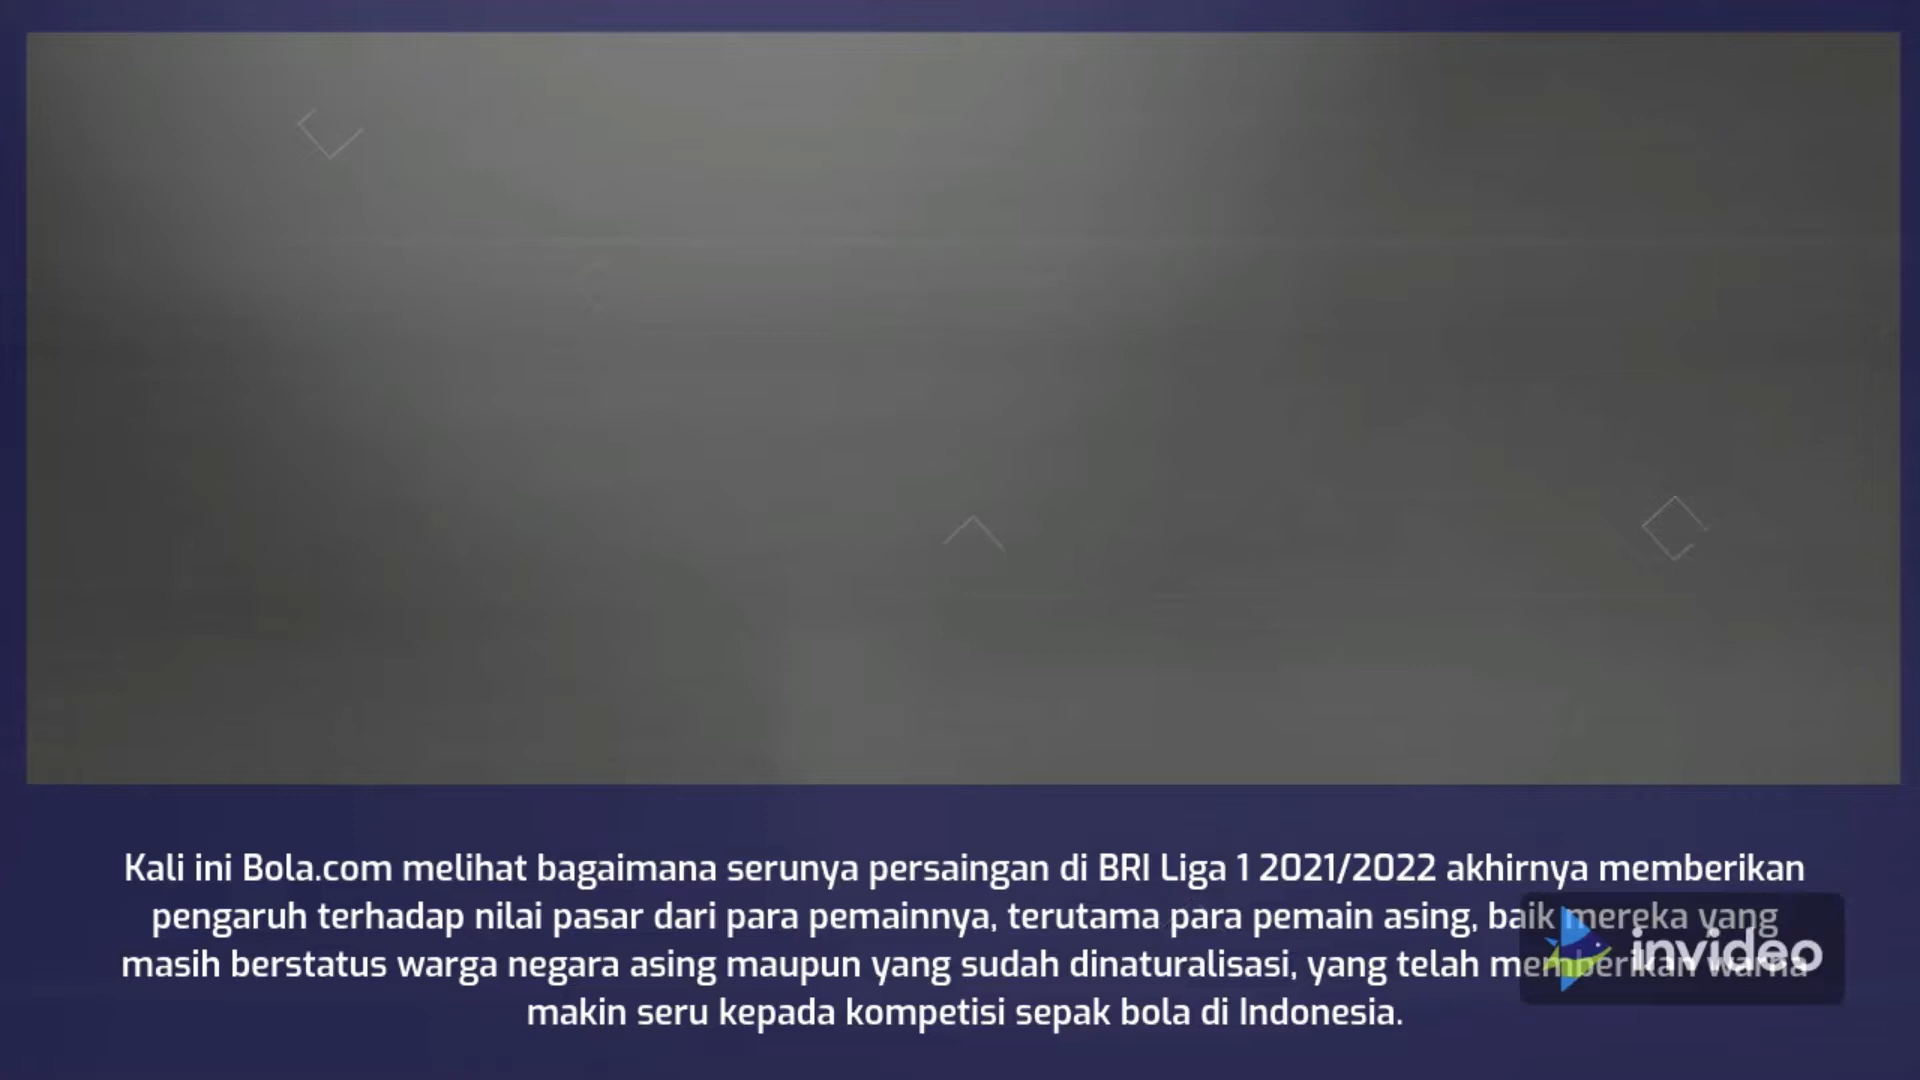 Kali ini Bola.com melihat bagaimana serunya persaingan di BRI Liga 1 2021/2022 akhirnya memberikan
pengaruh terhadap nilai pasar dari para pemainnya, terutama para pemain asing, baik mereka yang
masih berstatus warga negara asing maupun yang sudah dinaturalisasi, yang telah memberikan warna
makin seru kepada kompetisi sepak bola di Indonesia.
invideo